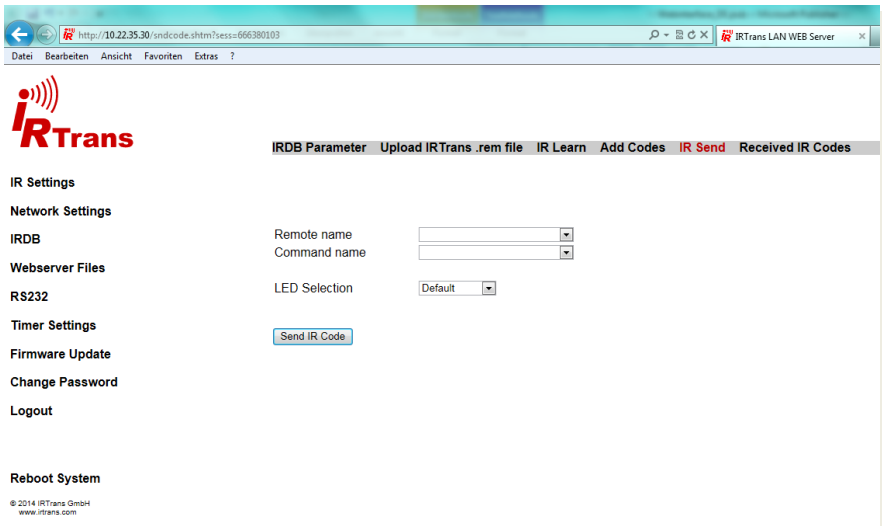 http://10.22.35.30/sndcode.shtm?sess=666380103
IRTrans LAN WEB Server
Datei Bearbeiten Ansicht Favoriten Extras ?
IRTrans
IRDB Parameter Upload IRTrans .rem file IR Learn Add Codes IR Send Received IR Codes
IR Settings
Network Settings
IRDB
Webserver Files
RS232
Timer Settings
Firmware Update
Change Password
Logout
Reboot System
© 2014 IRTrans GmbH
www.irtrans.com
Remote name
Command name
LED Selection Default
Send IR Code